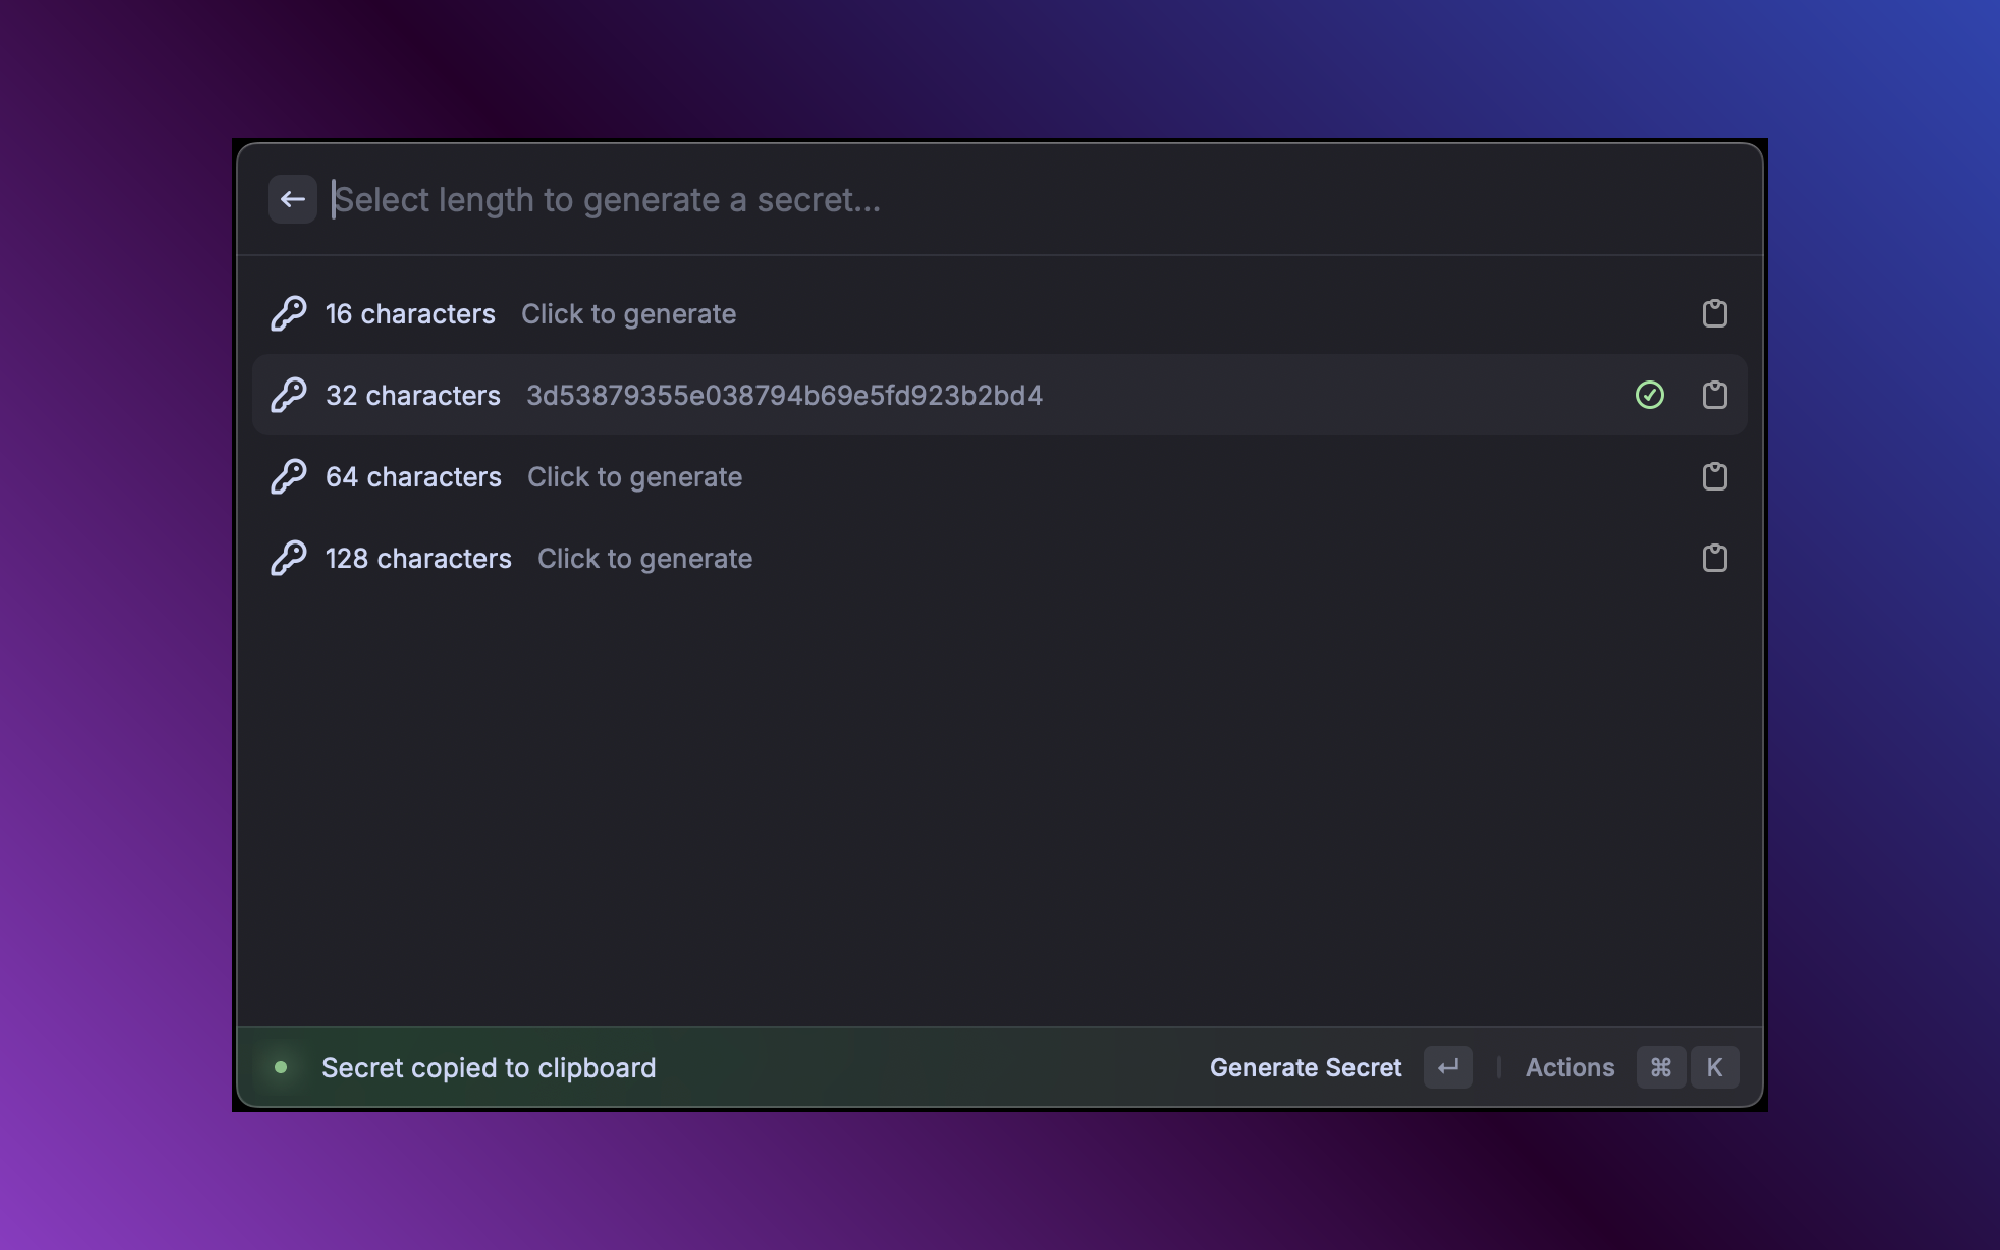 Select length to generate a secret...
16 characters Click to generate
32 characters 3d53879355e038794b69e5fd923b2bd4
64 characters Click to generate
128 characters Click to generate
Secret copied to clipboard Generate Secret ↵ Actions ⌘ K